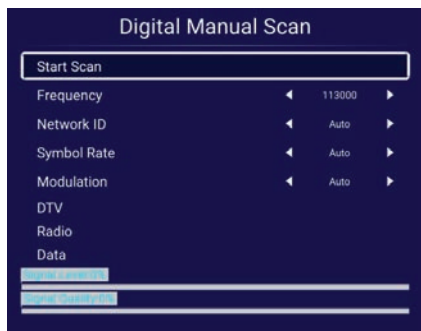 Digital Manual Scan
Start Scan
Frequency 113000
Network ID Auto
Symbol Rate Auto
Modulation Auto
DTV
Radio
Data
Signal Level 0%
Signal Quality 0%